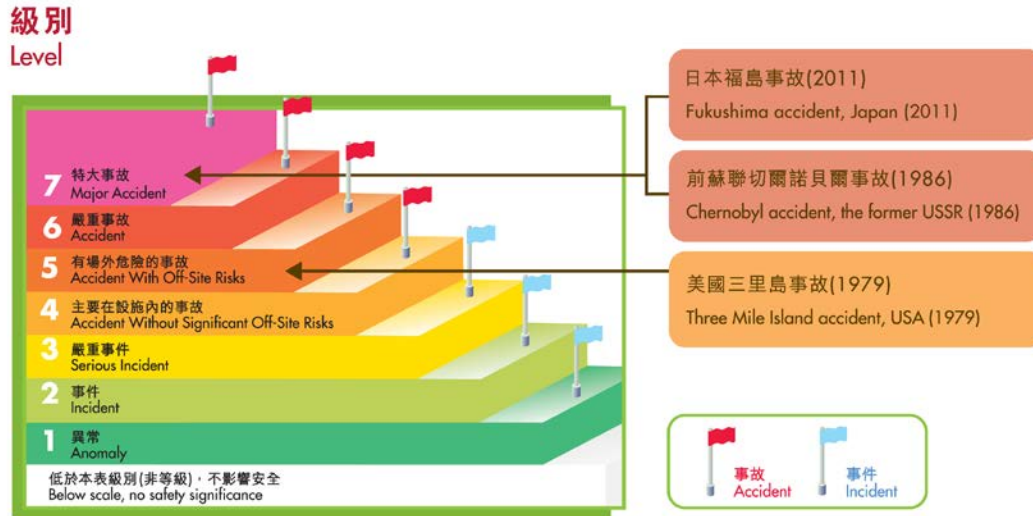 級別
Level
7 特大事故
Major Accident
6 嚴重事故
Accident
5 有場外危險的事故
Accident With Off-Site Risks
4 主要在設施內的事故
Accident Without Significant Off-Site Risks
3 嚴重事件
Serious Incident
2 事件
Incident
1 異常
Anomaly
低於本表級別(非等級)，不影響安全
Below scale, no safety significance
日本福島事故(2011)
Fukushima accident, Japan (2011)
前蘇聯切爾諾貝爾事故(1986)
Chernobyl accident, the former USSR (1986)
美國三里島事故(1979)
Three Mile Island accident, USA (1979)
事故
Accident
事件
Incident